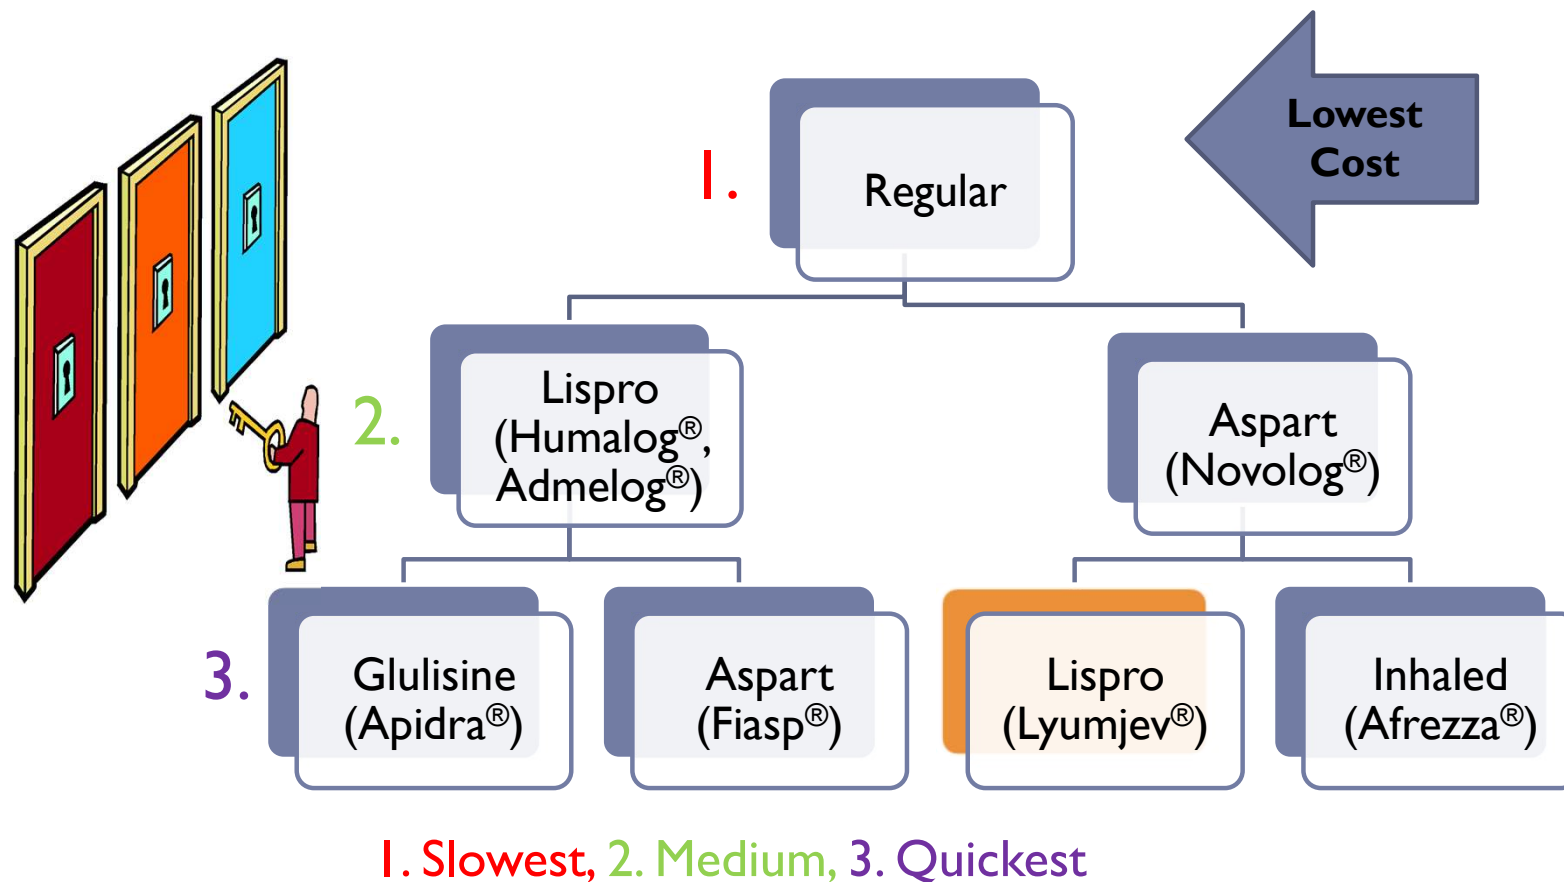 Lowest
Cost
1.
Regular
2.
Lispro
(Humalog®,
Admelog®)
Aspart
(Novolog®)
3.
Glulisine
(Apidra®)
Aspart
(Fiasp®)
Lispro
(Lyumjev®)
Inhaled
(Afrezza®)
1. Slowest, 2. Medium, 3. Quickest